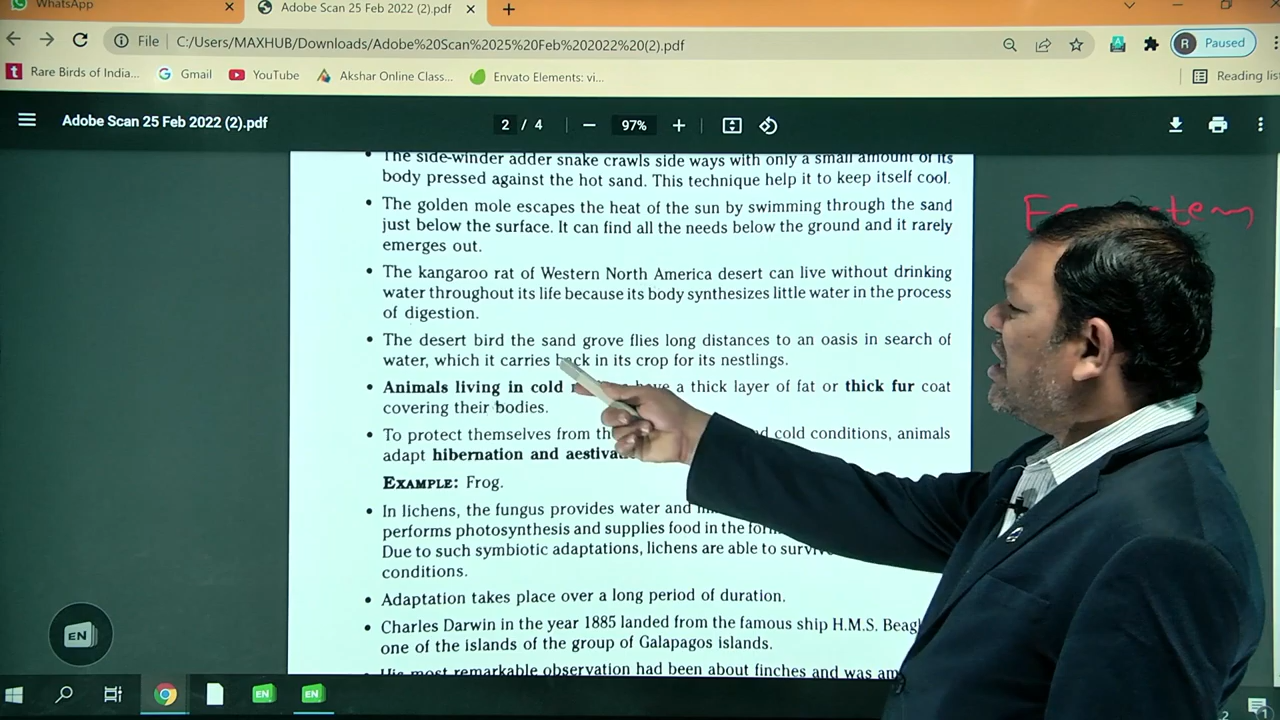 WhatsApp
Adobe Scan 25 Feb 2022 (2).pdf
File C:/Users/MAXHUB/Downloads/Adobe%20Scan%2025%20Feb%202022%20(2).pdf
R Paused
t Rare Birds of India...
G Gmail
YouTube
Akshar Online Class...
Envato Elements: vi...
Reading list
Adobe Scan 25 Feb 2022 (2).pdf
2 / 4
97%
• The side-winder adder snake crawls side ways with only a small amount of its
body pressed against the hot sand. This technique help it to keep itself cool.
• The golden mole escapes the heat of the sun by swimming through the sand
just below the surface. It can find all the needs below the ground and it rarely
emerges out.
• The kangaroo rat of Western North America desert can live without drinking
water throughout its life because its body synthesizes little water in the process
of digestion.
• The desert bird the sand grove flies long distances to an oasis in search of
water, which it carries back in its crop for its nestlings.
• Animals living in cold have a thick layer of fat or thick fur coat
covering their bodies.
• To protect themselves from cold conditions, animals
adapt hibernation and
EXAMPLE: Frog.
• In lichens, the fungus provides water and
performs photosynthesis and supplies food in the
Due to such symbiotic adaptations, lichens are able to
conditions.
• Adaptation takes place over a long period of duration.
• Charles Darwin in the year 1885 landed from the famous ship H.M.S.
one of the islands of the group of Galapagos islands.
His most remarkable observation had been about finches and was
EN
EN
EN